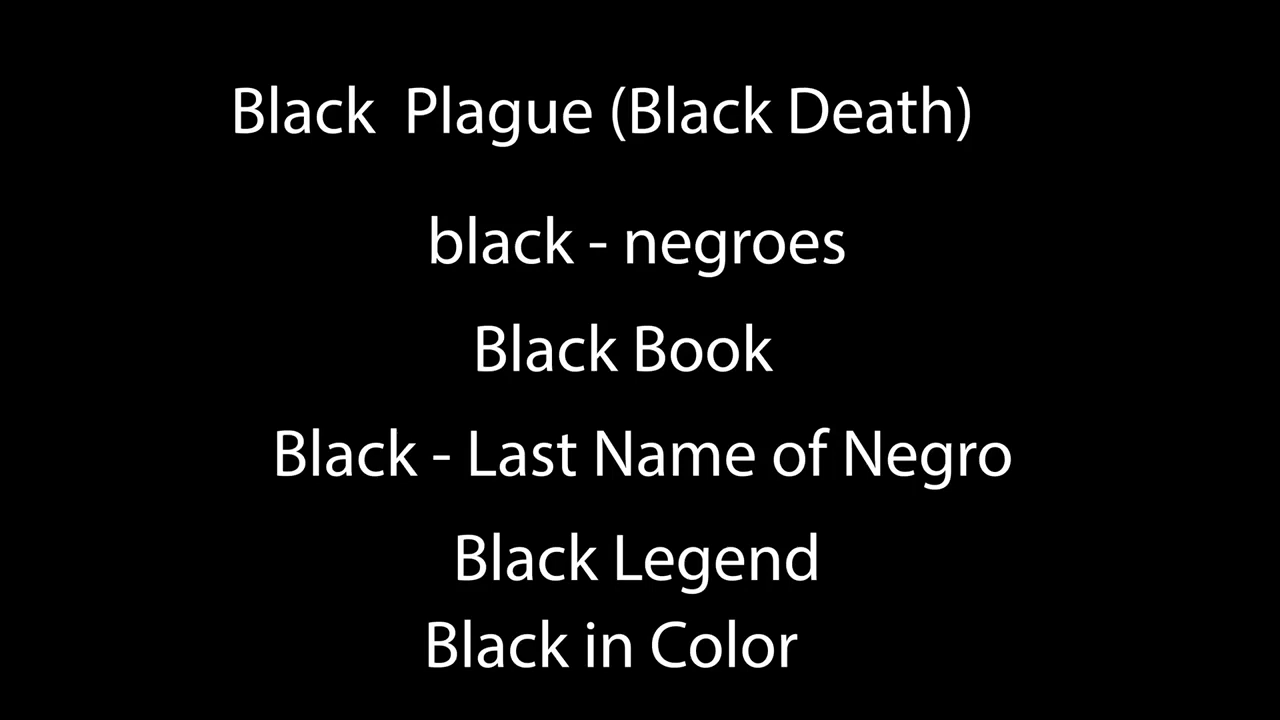 Black  Plague (Black Death)
black - negroes
Black Book
Black - Last Name of Negro
Black Legend
Black in Color